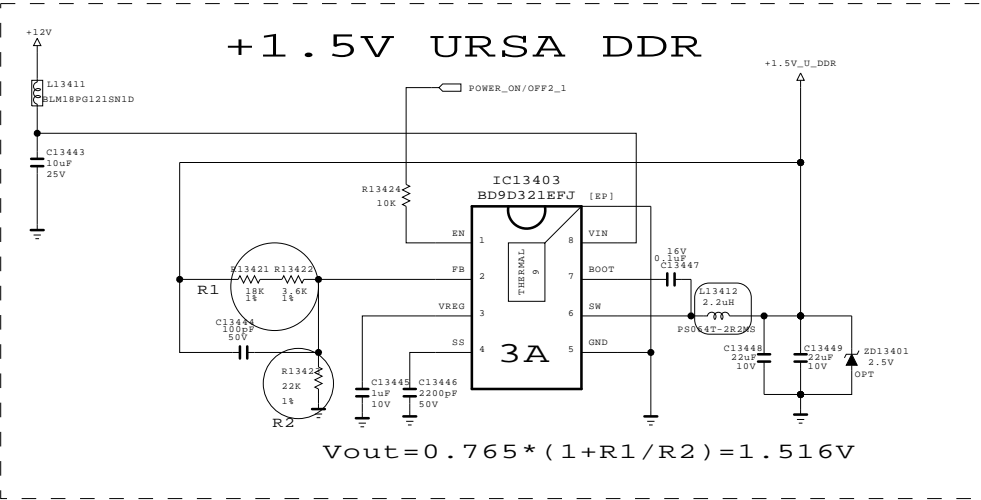 +12V
+1.5V URSA DDR
+1.5V_U_DDR
L13411
BLM18PG121SN1D
POWER_ON/OFF2_1
C13443
10uF
25V
R13424
10K
IC13403
BD9D321EFJ
[EP]
EN
1
8
VIN
FB
2
7
BOOT
VREG
3
6
SW
SS
4
5
GND
THERMAL
9
3A
16V
0.1uF
C13447
R13421 R13422
18K 3.6K
1% 1%
R1
C13444
100pF
50V
L13412
2.2uH
PS064T-2R2MS
C13448
22uF
10V
C13449
22uF
10V
ZD13401
2.5V
OPT
R13423
22K
1%
R2
C13445
1uF
10V
C13446
2200pF
50V
Vout=0.765*(1+R1/R2)=1.516V